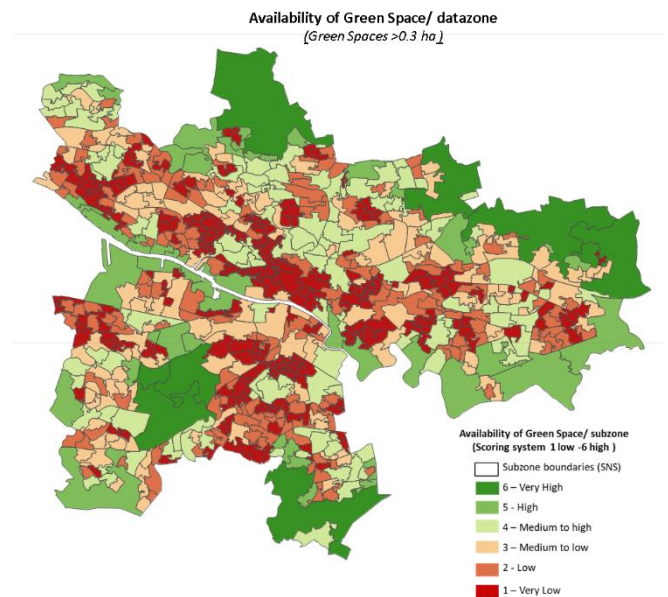 Availability of Green Space/ datazone
(Green Spaces >0.3 ha)
Availability of Green Space/ subzone
(Scoring system 1 low -6 high )
Subzone boundaries (SNS)
6 – Very High
5 - High
4 – Medium to high
3 – Medium to low
2 - Low
1 – Very Low